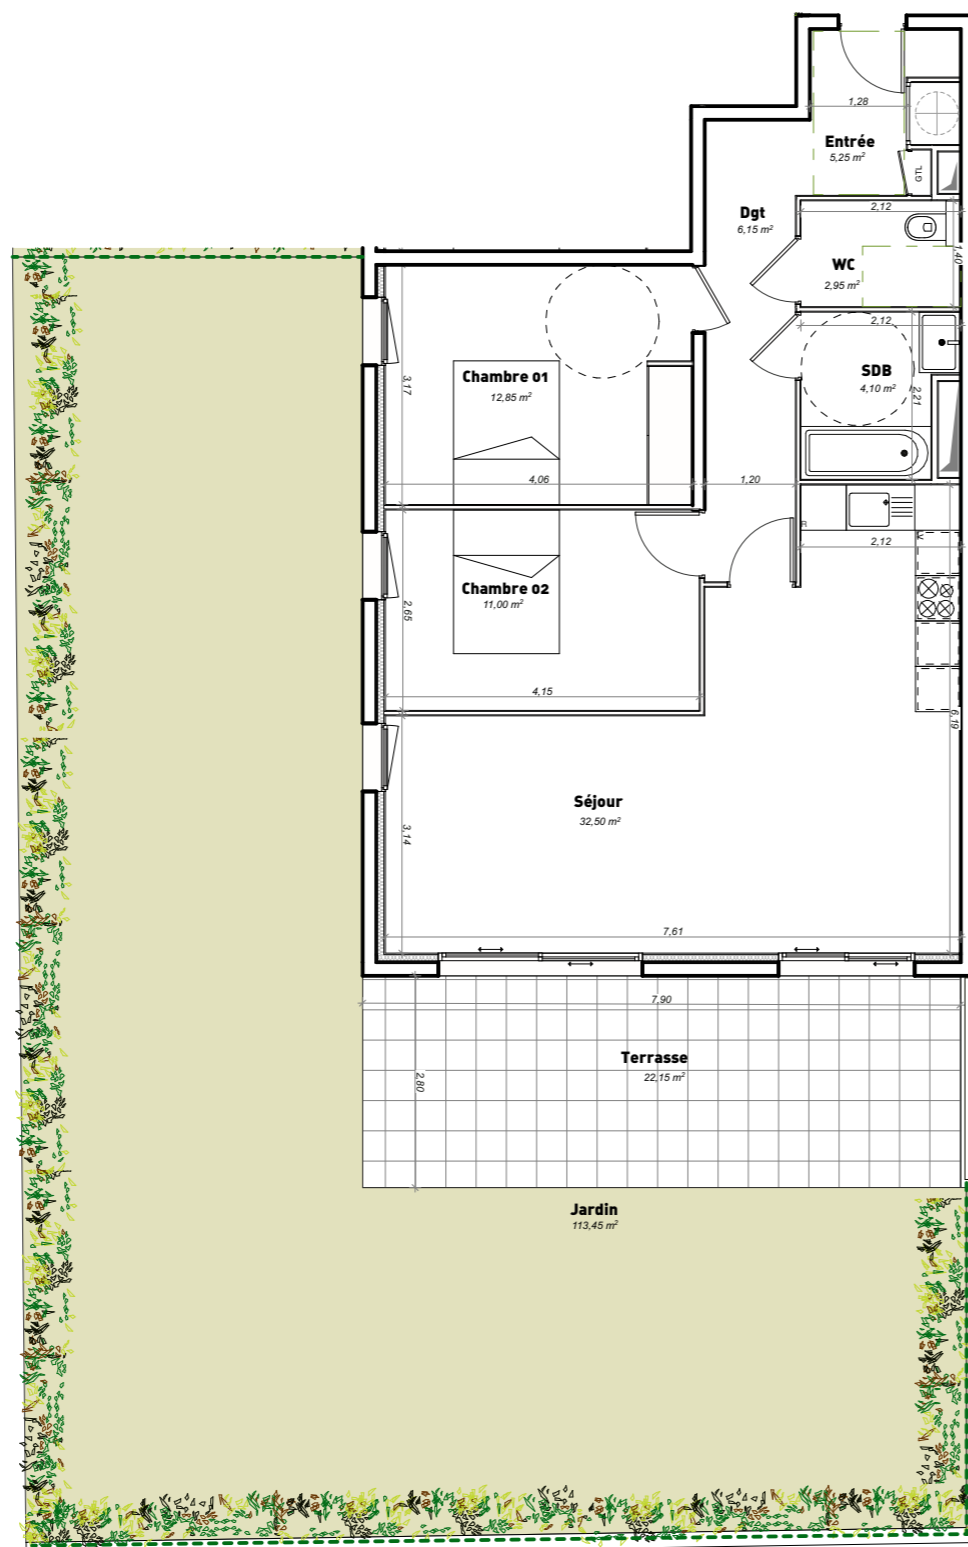 1,28
Entrée
5,25 m²
GTL
Dgt
6,15 m²
2,12
WC
2,95 m²
1,40
2,12
SDB
4,10 m²
2,21
Chambre 01
12,85 m²
3,17
4,06
1,20
R
2,12
Chambre 02
11,00 m²
2,65
4,15
6,19
Séjour
32,50 m²
3,14
7,61
7,90
Terrasse
22,15 m²
2,80
Jardin
113,45 m²